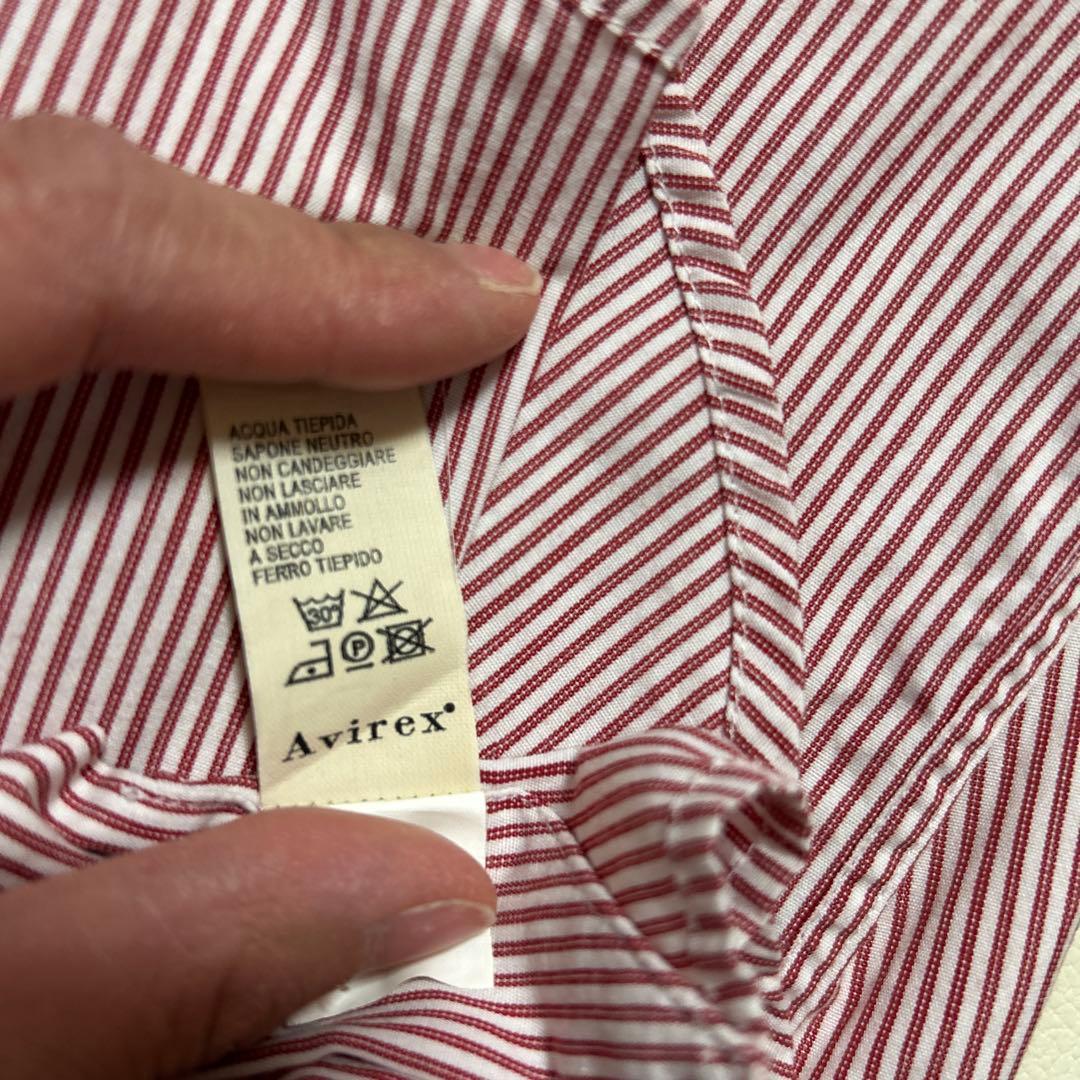 ACQUA TIEPIDA
SAPONE NEUTRO
NON CANDEGGIARE
NON LASCIARE
IN AMMOLLO
NON LAVARE
A SECCO
FERRO TIEPIDO
30°
P
Avirex